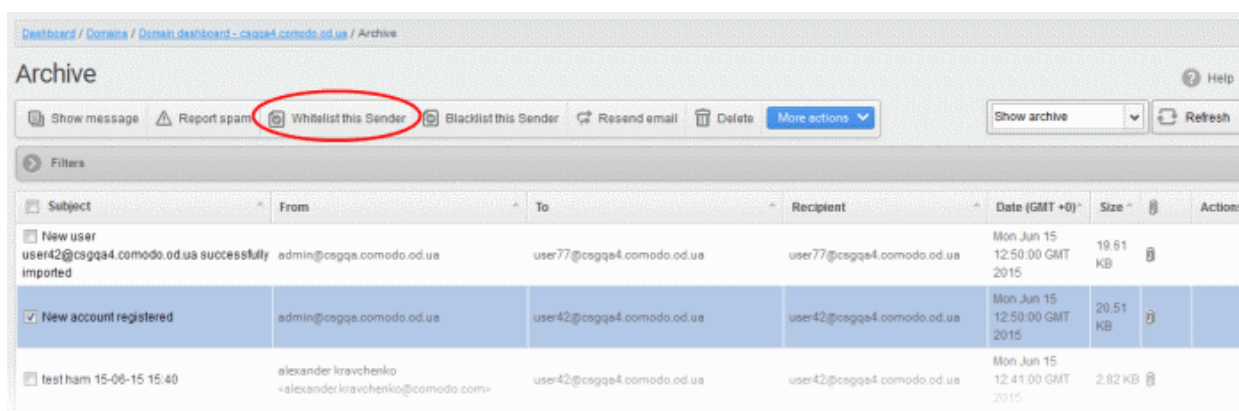 Dashboard / Domains / Domain dashboard - csgqa4.comodo.od.ua / Archive
Archive
Help
Show message Report spam Whitelist this Sender Blacklist this Sender Resend email Delete More actions Show archive Refresh
Filters
Subject From To Recipient Date (GMT +0) Size Actions
New user
user42@csgqa4.comodo.od.ua successfully
imported
admin@csgqa.comodo.od.ua
user77@csgqa4.comodo.od.ua
user77@csgqa4.comodo.od.ua
Mon Jun 15
12:50:00 GMT
2015
19.61
KB
New account registered
admin@csgqa.comodo.od.ua
user42@csgqa4.comodo.od.ua
user42@csgqa4.comodo.od.ua
Mon Jun 15
12:50:00 GMT
2015
20.51
KB
test ham 15-06-15 15:40
alexander kravchenko
<alexander.kravchenko@comodo.com>
user42@csgqa4.comodo.od.ua
user42@csgqa4.comodo.od.ua
Mon Jun 15
12:41:00 GMT
2015
2.82 KB